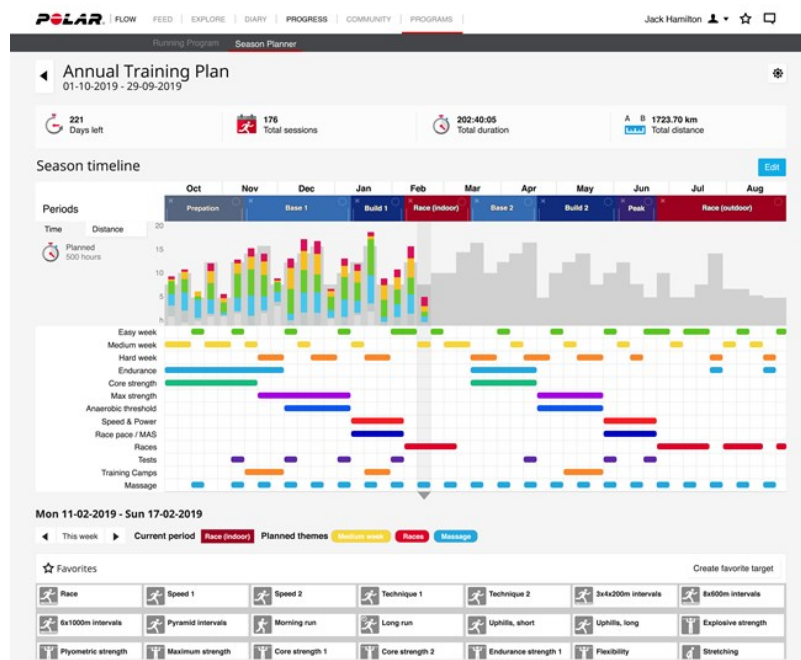 POLAR. FLOW FEED EXPLORE DIARY PROGRESS COMMUNITY PROGRAMS Jack Hamilton
Running Program Season Planner
Annual Training Plan
01-10-2019 - 29-09-2019
221 176 202:40:05 A B 1723.70 km
Days left Total sessions Total duration Total distance
Season timeline Edit
Oct Nov Dec Jan Feb Mar Apr May Jun Jul Aug
Periods Prepation Base 1 Build 1 Race (indoor) Base 2 Build 2 Peak Race (outdoor)
Time Distance 20
Planned
500 hours
15
10
5
h
Easy week
Medium week
Hard week
Endurance
Core strength
Max strength
Anaerobic threshold
Speed & Power
Race pace / MAS
Races
Tests
Training Camps
Massage
Mon 11-02-2019 - Sun 17-02-2019
This week Current period Race (indoor) Planned themes Medium week Races Massage
Favorites Create favorite target
Race Speed 1 Speed 2 Technique 1 Technique 2 3x4x200m intervals 8x600m intervals
6x1000m intervals Pyramid intervals Morning run Long run Uphills, short Uphills, long Explosive strength
Plyometric strength Maximum strength Core strength 1 Core strength 2 Endurance strength 1 Flexibility Stretching